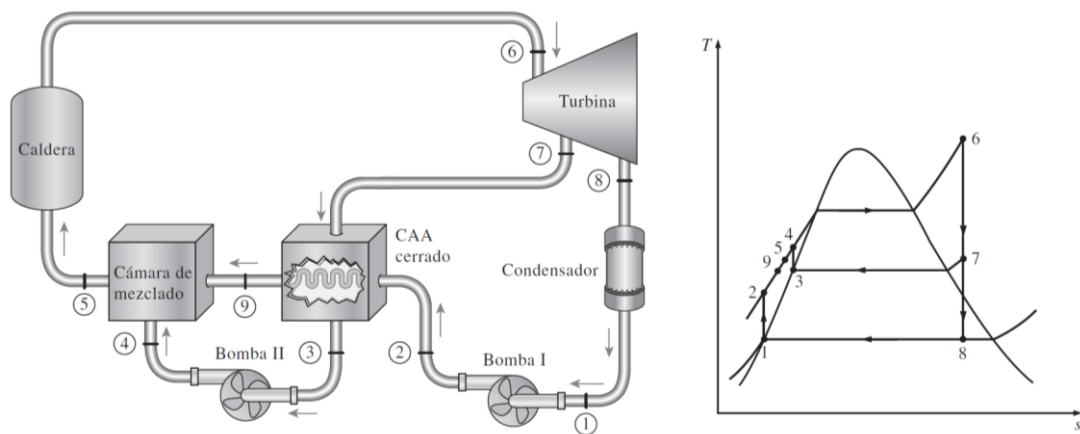 ⑥
Turbina
Caldera
⑦
⑧
CAA
cerrado
Condensador
Cámara de
mezclado
⑤
⑨
④
Bomba II
③
②
Bomba I
①
T
6
4
5
9
7
3
2
1
8
s